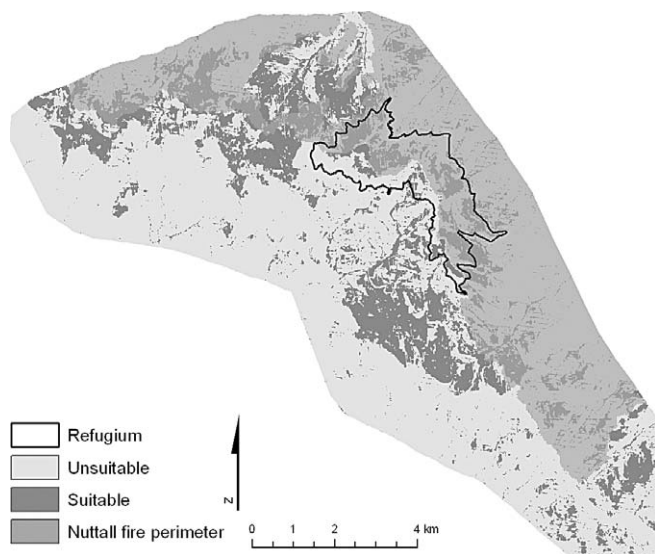 Refugium
Unsuitable
Suitable
Nuttall fire perimeter
N
0 1 2 4 km